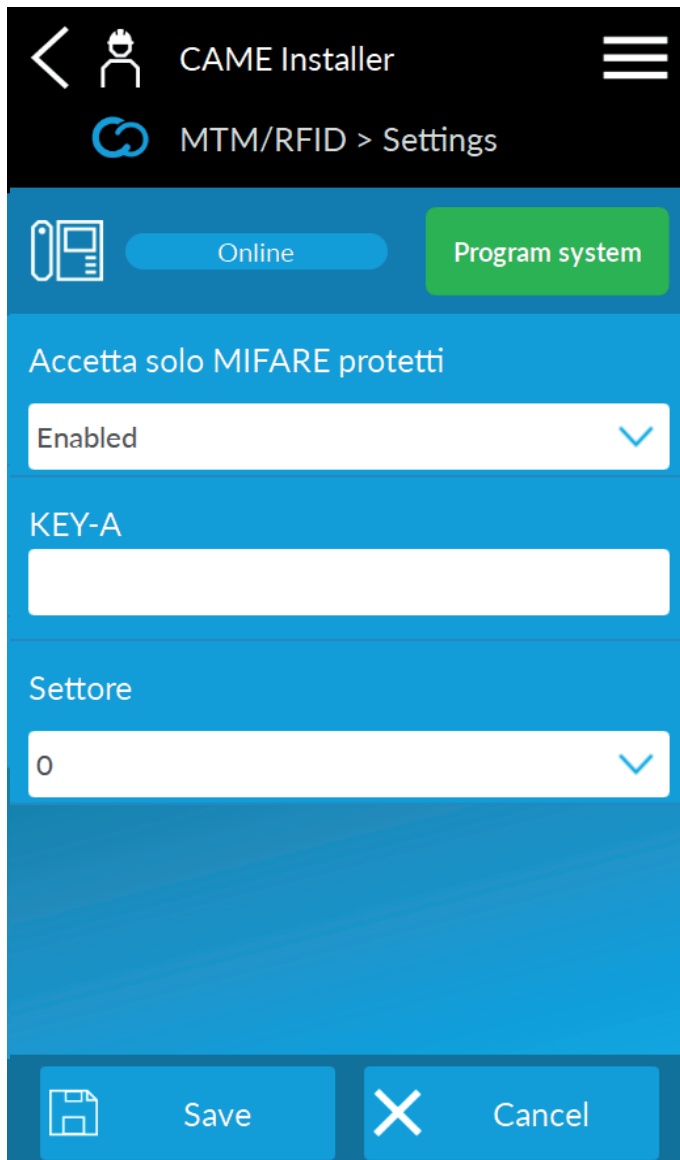 CAME Installer
MTM/RFID > Settings
Online
Program system
Accetta solo MIFARE protetti
Enabled
KEY-A
Settore
0
Save
Cancel